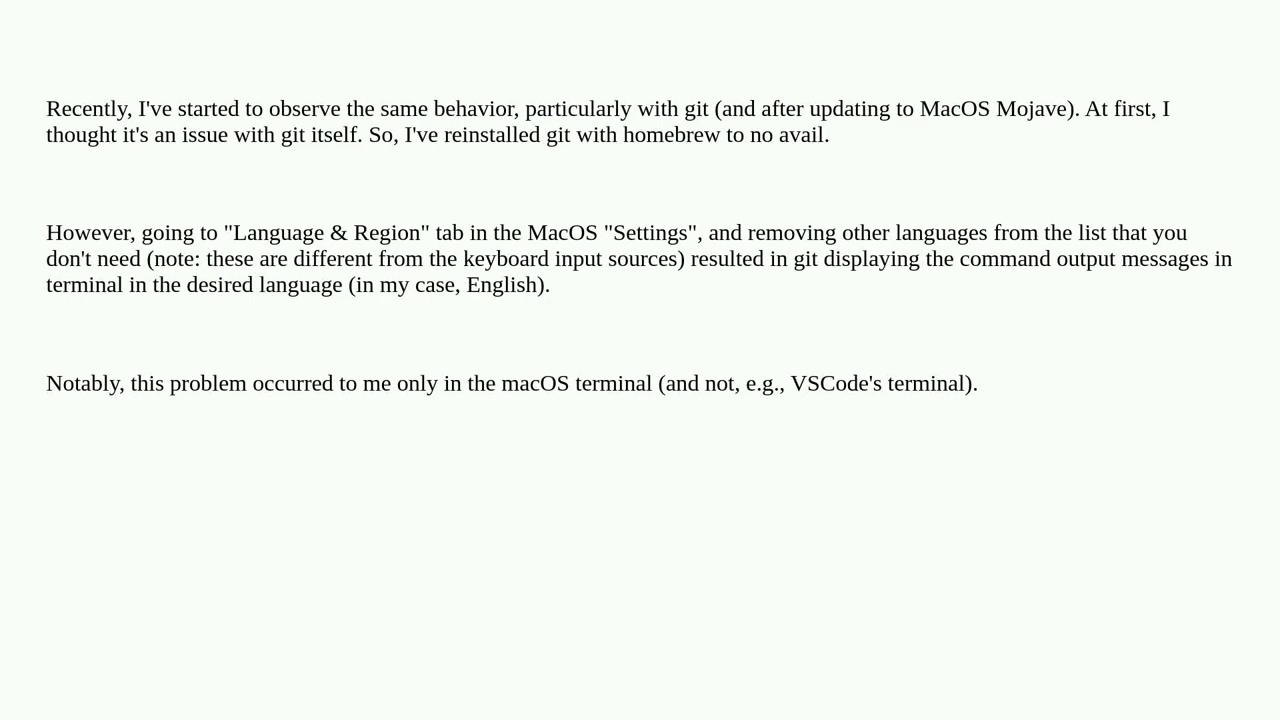 Recently, I've started to observe the same behavior, particularly with git (and after updating to MacOS Mojave). At first, I
thought it's an issue with git itself. So, I've reinstalled git with homebrew to no avail.
However, going to "Language & Region" tab in the MacOS "Settings", and removing other languages from the list that you
don't need (note: these are different from the keyboard input sources) resulted in git displaying the command output messages in
terminal in the desired language (in my case, English).
Notably, this problem occurred to me only in the macOS terminal (and not, e.g., VSCode's terminal).